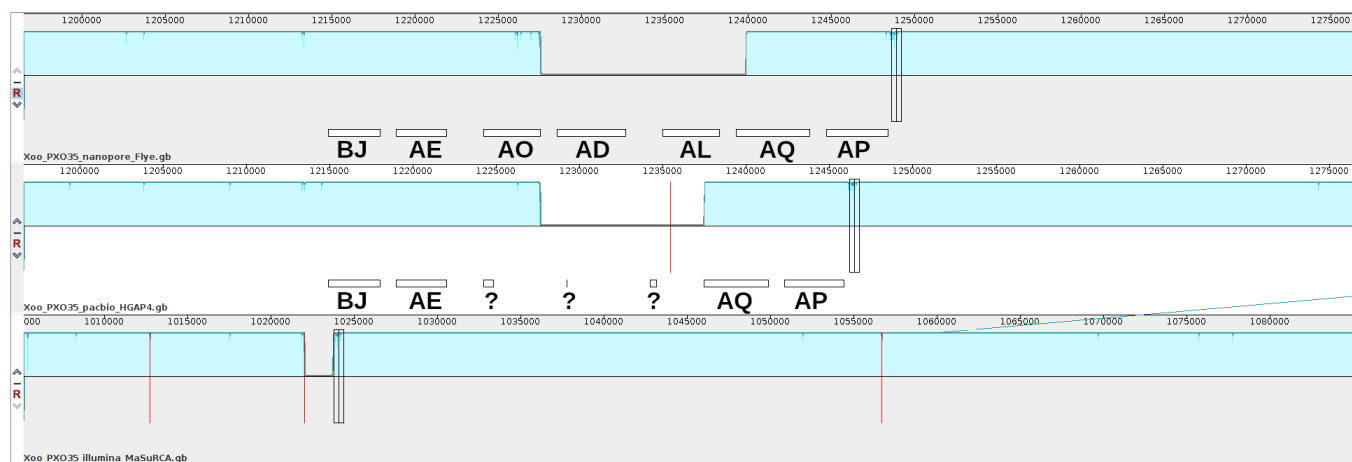 1200000 1205000 1210000 1215000 1220000 1225000 1230000 1235000 1240000 1245000 1250000 1255000 1260000 1265000 1270000 1275000
R
BJ AE AO AD AL AQ AP
Xoo_PXO35_nanopore_Flye.gb
1200000 1205000 1210000 1215000 1220000 1225000 1230000 1235000 1240000 1245000 1250000 1255000 1260000 1265000 1270000 1275000
R
BJ AE ? ? ? AQ AP
Xoo_PXO35_pacbio_HGAP4.gb
000 1010000 1015000 1020000 1025000 1030000 1035000 1040000 1045000 1050000 1055000 1060000 1065000 1070000 1075000 1080000
R
Xoo_PXO35_illumina_MaSuRCA.gb